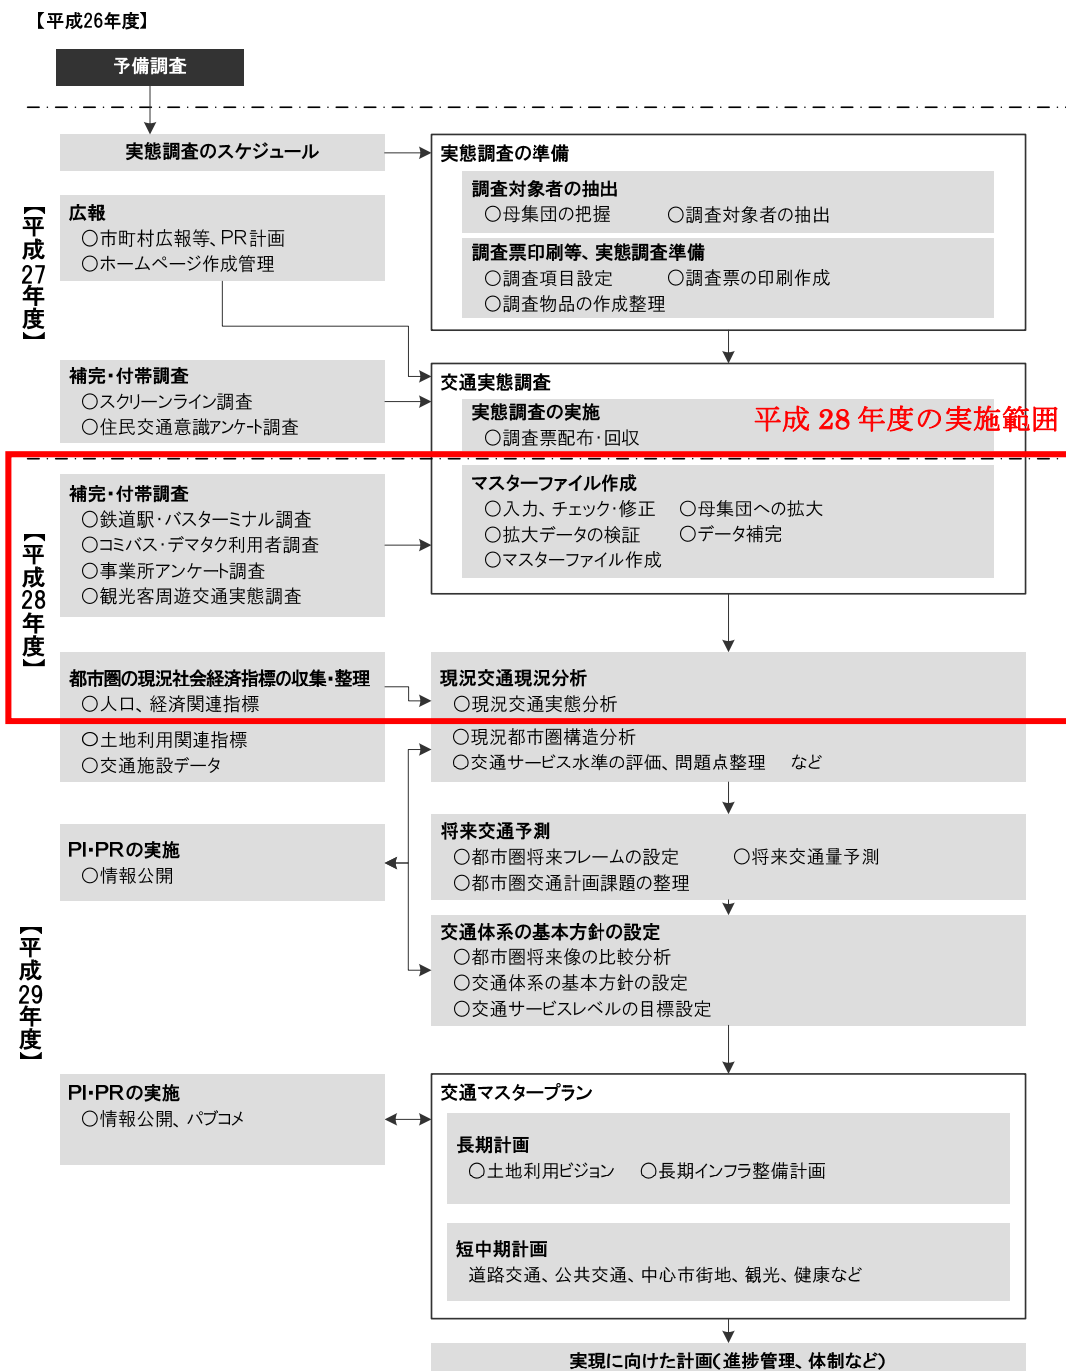 【平成26年度】
予備調査
【平成27年度】
実態調査のスケジュール
実態調査の準備
調査対象者の抽出
○母集団の把握　○調査対象者の抽出
調査票印刷等、実態調査準備
○調査項目設定　○調査票の印刷作成
○調査物品の作成整理
広報
○市町村広報等、PR計画
○ホームページ作成管理
補完・付帯調査
○スクリーンライン調査
○住民交通意識アンケート調査
交通実態調査
実態調査の実施
○調査票配布・回収
平成 28 年度の実施範囲
【平成28年度】
補完・付帯調査
○鉄道駅・バスターミナル調査
○コミバス・デマタク利用者調査
○事業所アンケート調査
○観光客周遊交通実態調査
マスターファイル作成
○入力、チェック・修正　○母集団への拡大
○拡大データの検証　○データ補完
○マスターファイル作成
都市圏の現況社会経済指標の収集・整理
○人口、経済関連指標
○土地利用関連指標
○交通施設データ
現況交通現況分析
○現況交通実態分析
○現況都市圏構造分析
○交通サービス水準の評価、問題点整理　など
【平成29年度】
PI・PRの実施
○情報公開
将来交通予測
○都市圏将来フレームの設定　○将来交通量予測
○都市圏交通計画課題の整理
交通体系の基本方針の設定
○都市圏将来像の比較分析
○交通体系の基本方針の設定
○交通サービスレベルの目標設定
PI・PRの実施
○情報公開、パブコメ
交通マスタープラン
長期計画
○土地利用ビジョン　○長期インフラ整備計画
短中期計画
道路交通、公共交通、中心市街地、観光、健康など
実現に向けた計画（進捗管理、体制など）